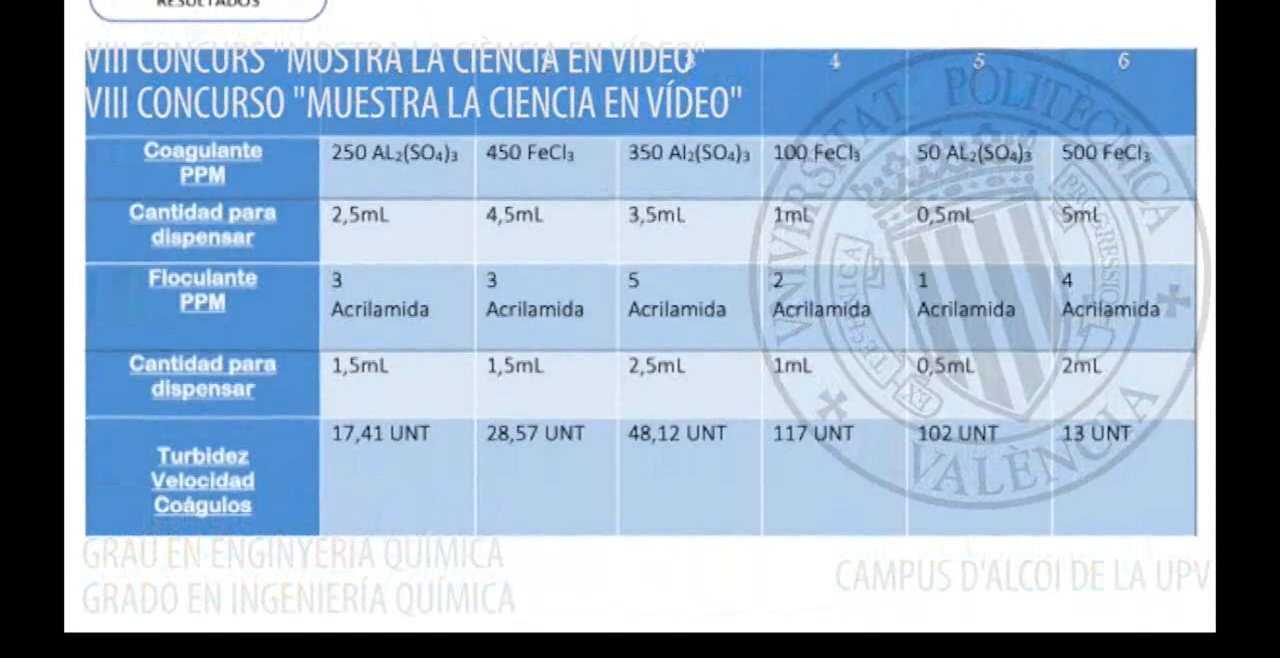 RESULTADOS
VIII CONCURS "MOSTRA LA CIÈNCIA EN VÍDEO"
VIII CONCURSO "MUESTRA LA CIENCIA EN VÍDEO"
2 3 4 5 6
Coagulante PPM 250 AL₂(SO₄)₃ 450 FeCl₃ 350 Al₂(SO₄)₃ 100 FeCl₃ 50 AL₂(SO₄)₃ 500 FeCl₃
Cantidad para dispensar 2,5mL 4,5mL 3,5mL 1mL 0,5mL 5mL
Floculante PPM 3 Acrilamida 3 Acrilamida 5 Acrilamida 2 Acrilamida 1 Acrilamida 4 Acrilamida
Cantidad para dispensar 1,5mL 1,5mL 2,5mL 1mL 0,5mL 2mL
Turbidez Velocidad Coágulos 17,41 UNT 28,57 UNT 48,12 UNT 117 UNT 102 UNT 13 UNT
UNIVERSITAT POLITÈCNICA
VALÈNCIA
GRAU EN ENGINYERIA QUÍMICA
GRADO EN INGENIERÍA QUÍMICA
CAMPUS D'ALCOI DE LA UPV